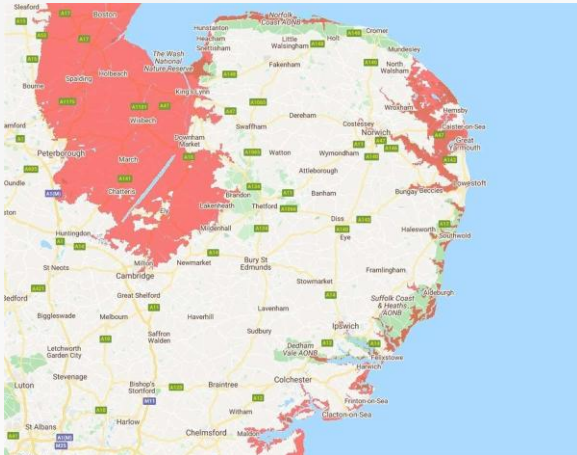 Sleaford
Boston
Hunstanton
Norfolk
Coast AONB
Cromer
Heacham
Snettisham
Little
Walsingham
Holt
Mundesley
The Wash
National
Nature Reserve
Fakenham
North
Walsham
Spalding
Holbeach
Bourne
King's Lynn
Wisbech
Dereham
Wroxham
Hemsby
Swaffham
Costessey
Norwich
Caister-on-Sea
Great
Yarmouth
Downham
Market
Peterborough
March
Watton
Wymondham
Attleborough
Chatteris
Lowestoft
Brandon
Banham
Bungay
Beccles
Lakenheath
Thetford
Diss
Huntingdon
Mildenhall
Eye
Halesworth
Southwold
Milton
Newmarket
Bury St
Edmunds
St Neots
Cambridge
Framlingham
Stowmarket
Great Shelford
Aldeburgh
Bedford
Suffolk Coast
& Heaths
AONB
Biggleswade
Melbourn
Haverhill
Lavenham
Ipswich
Saffron
Walden
Sudbury
Letchworth
Garden City
Dedham
Vale AONB
Felixstowe
Harwich
Stevenage
Luton
Bishop's
Stortford
Braintree
Colchester
Frinton-on-Sea
Witham
Clacton-on-Sea
Harlow
St Albans
Chelmsford
Maldon